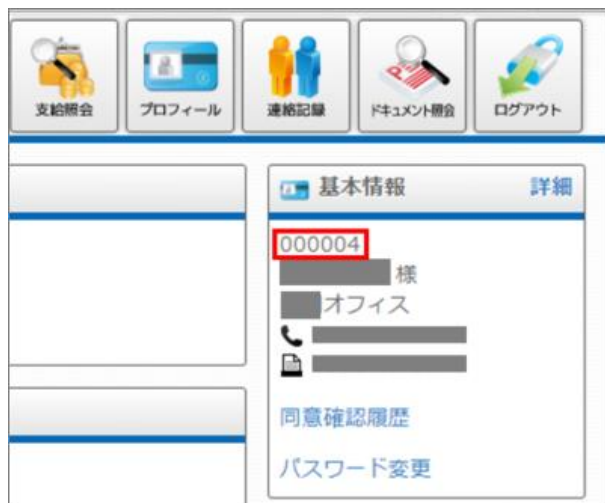 支給照会
プロフィール
連絡記録
ドキュメント照会
ログアウト
基本情報 詳細
000004
様
オフィス
同意確認履歴
パスワード変更